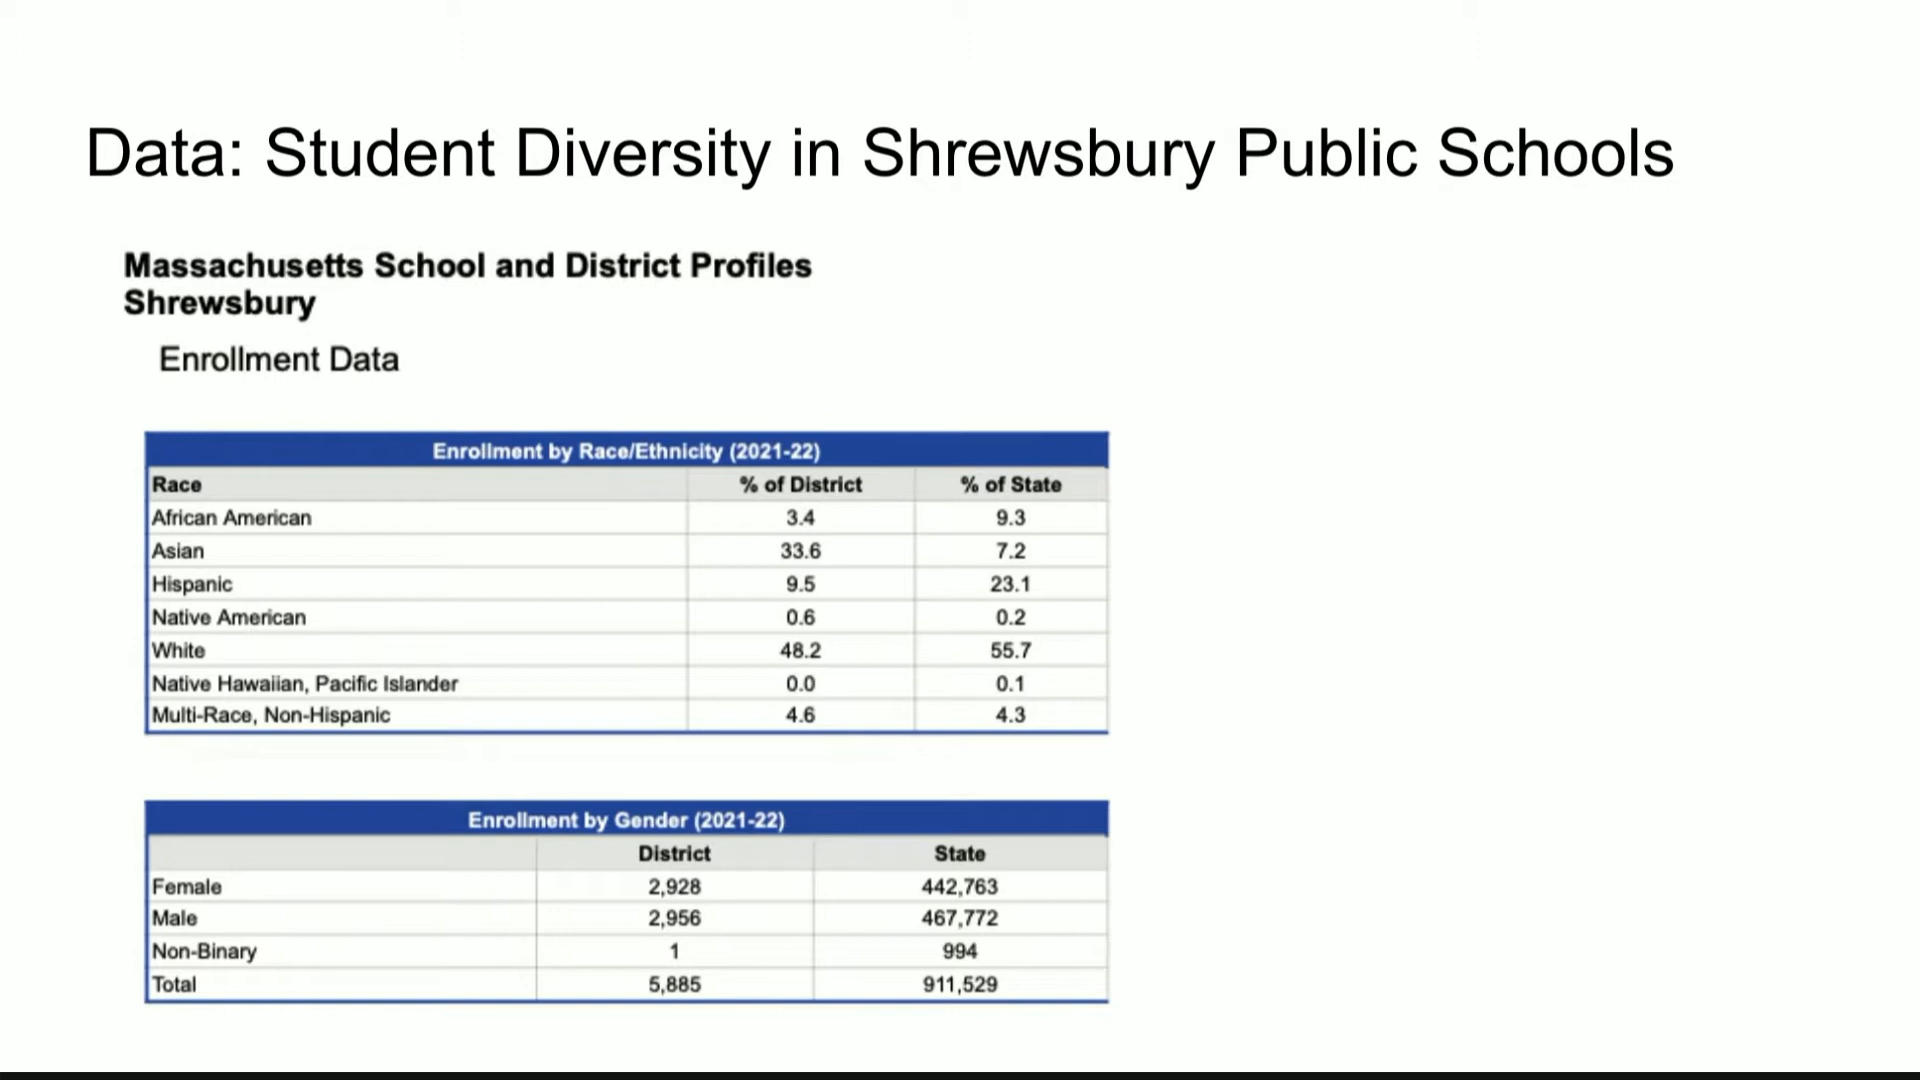 Data: Student Diversity in Shrewsbury Public Schools
Massachusetts School and District Profiles
Shrewsbury
Enrollment Data
Enrollment by Race/Ethnicity (2021-22)
Race % of District % of State
African American 3.4 9.3
Asian 33.6 7.2
Hispanic 9.5 23.1
Native American 0.6 0.2
White 48.2 55.7
Native Hawaiian, Pacific Islander 0.0 0.1
Multi-Race, Non-Hispanic 4.6 4.3
Enrollment by Gender (2021-22)
District State
Female 2,928 442,763
Male 2,956 467,772
Non-Binary 1 994
Total 5,885 911,529